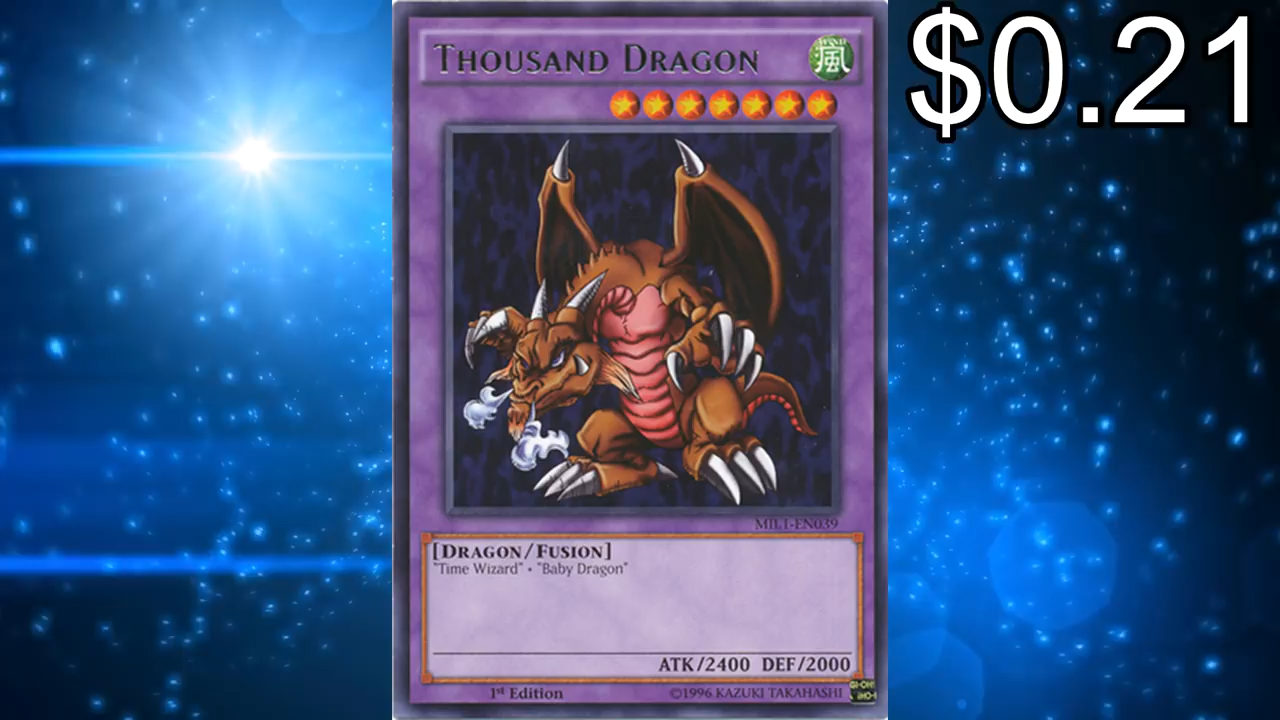 THOUSAND DRAGON
WIND
風
$0.21
MIL1-EN039
[DRAGON/FUSION]
"Time Wizard" • "Baby Dragon"
ATK/2400 DEF/2000
1st Edition
©1996 KAZUKI TAKAHASHI